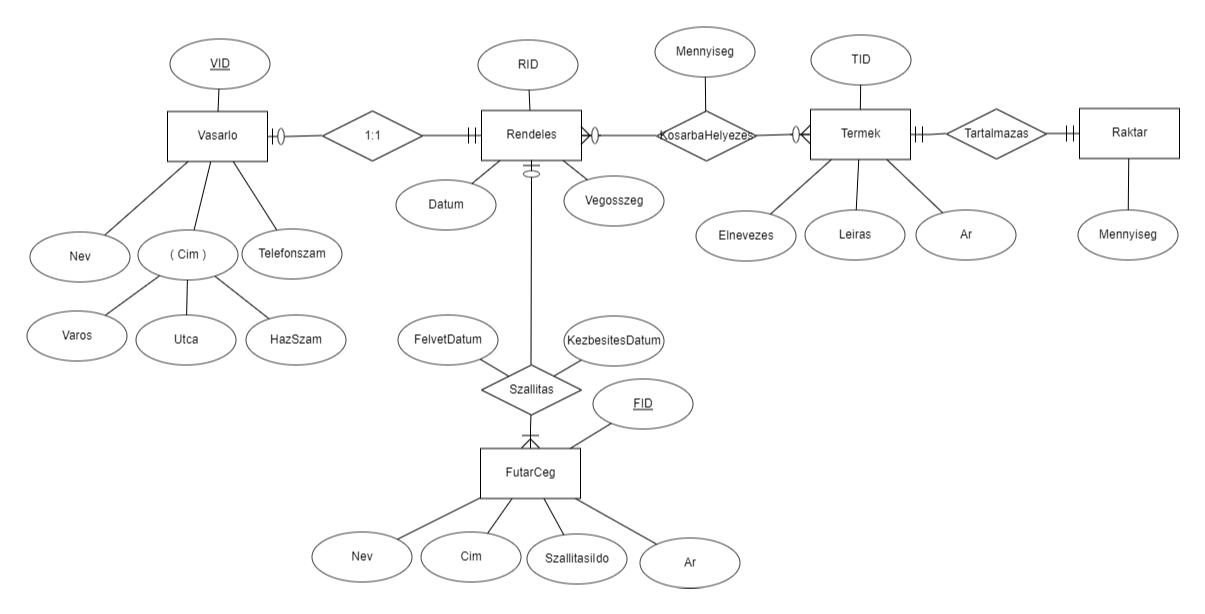 VID
RID
Mennyiseg
TID
Vasarlo
1:1
Rendeles
KosarbaHelyezes
Termek
Tartalmazas
Raktar
Datum
Vegosszeg
Nev
( Cim )
Telefonszam
Elnevezes
Leiras
Ar
Mennyiseg
Varos
Utca
HazSzam
FelvetDatum
KezbesitesDatum
Szallitas
FID
FutarCeg
Nev
Cim
SzallitasiIdo
Ar